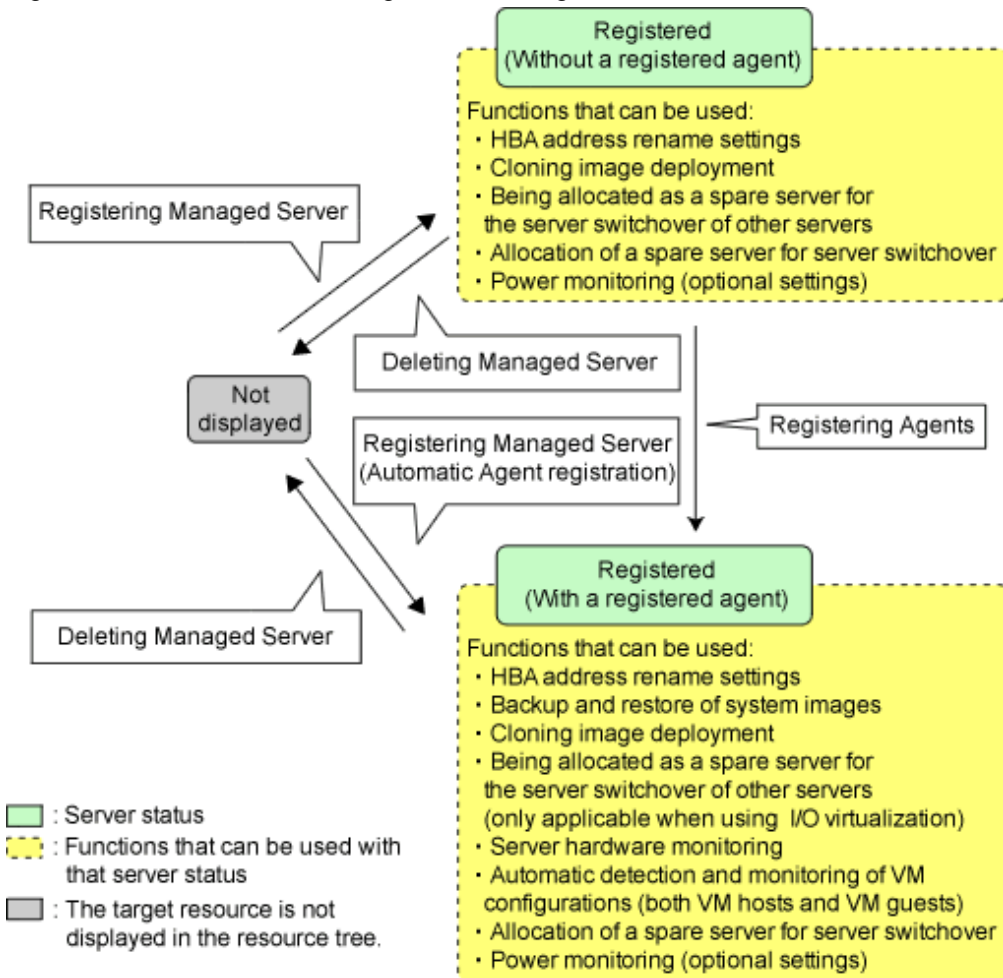 Registered
(Without a registered agent)
Functions that can be used:
・HBA address rename settings
・Cloning image deployment
・Being allocated as a spare server for
the server switchover of other servers
・Allocation of a spare server for server switchover
・Power monitoring (optional settings)
Registering Managed Server
Deleting Managed Server
Not
displayed
Registering Managed Server
(Automatic Agent registration)
Registering Agents
Deleting Managed Server
Registered
(With a registered agent)
Functions that can be used:
・HBA address rename settings
・Backup and restore of system images
・Cloning image deployment
・Being allocated as a spare server for
the server switchover of other servers
(only applicable when using I/O virtualization)
・Server hardware monitoring
・Automatic detection and monitoring of VM
configurations (both VM hosts and VM guests)
・Allocation of a spare server for server switchover
・Power monitoring (optional settings)
: Server status
: Functions that can be used with
that server status
: The target resource is not
displayed in the resource tree.